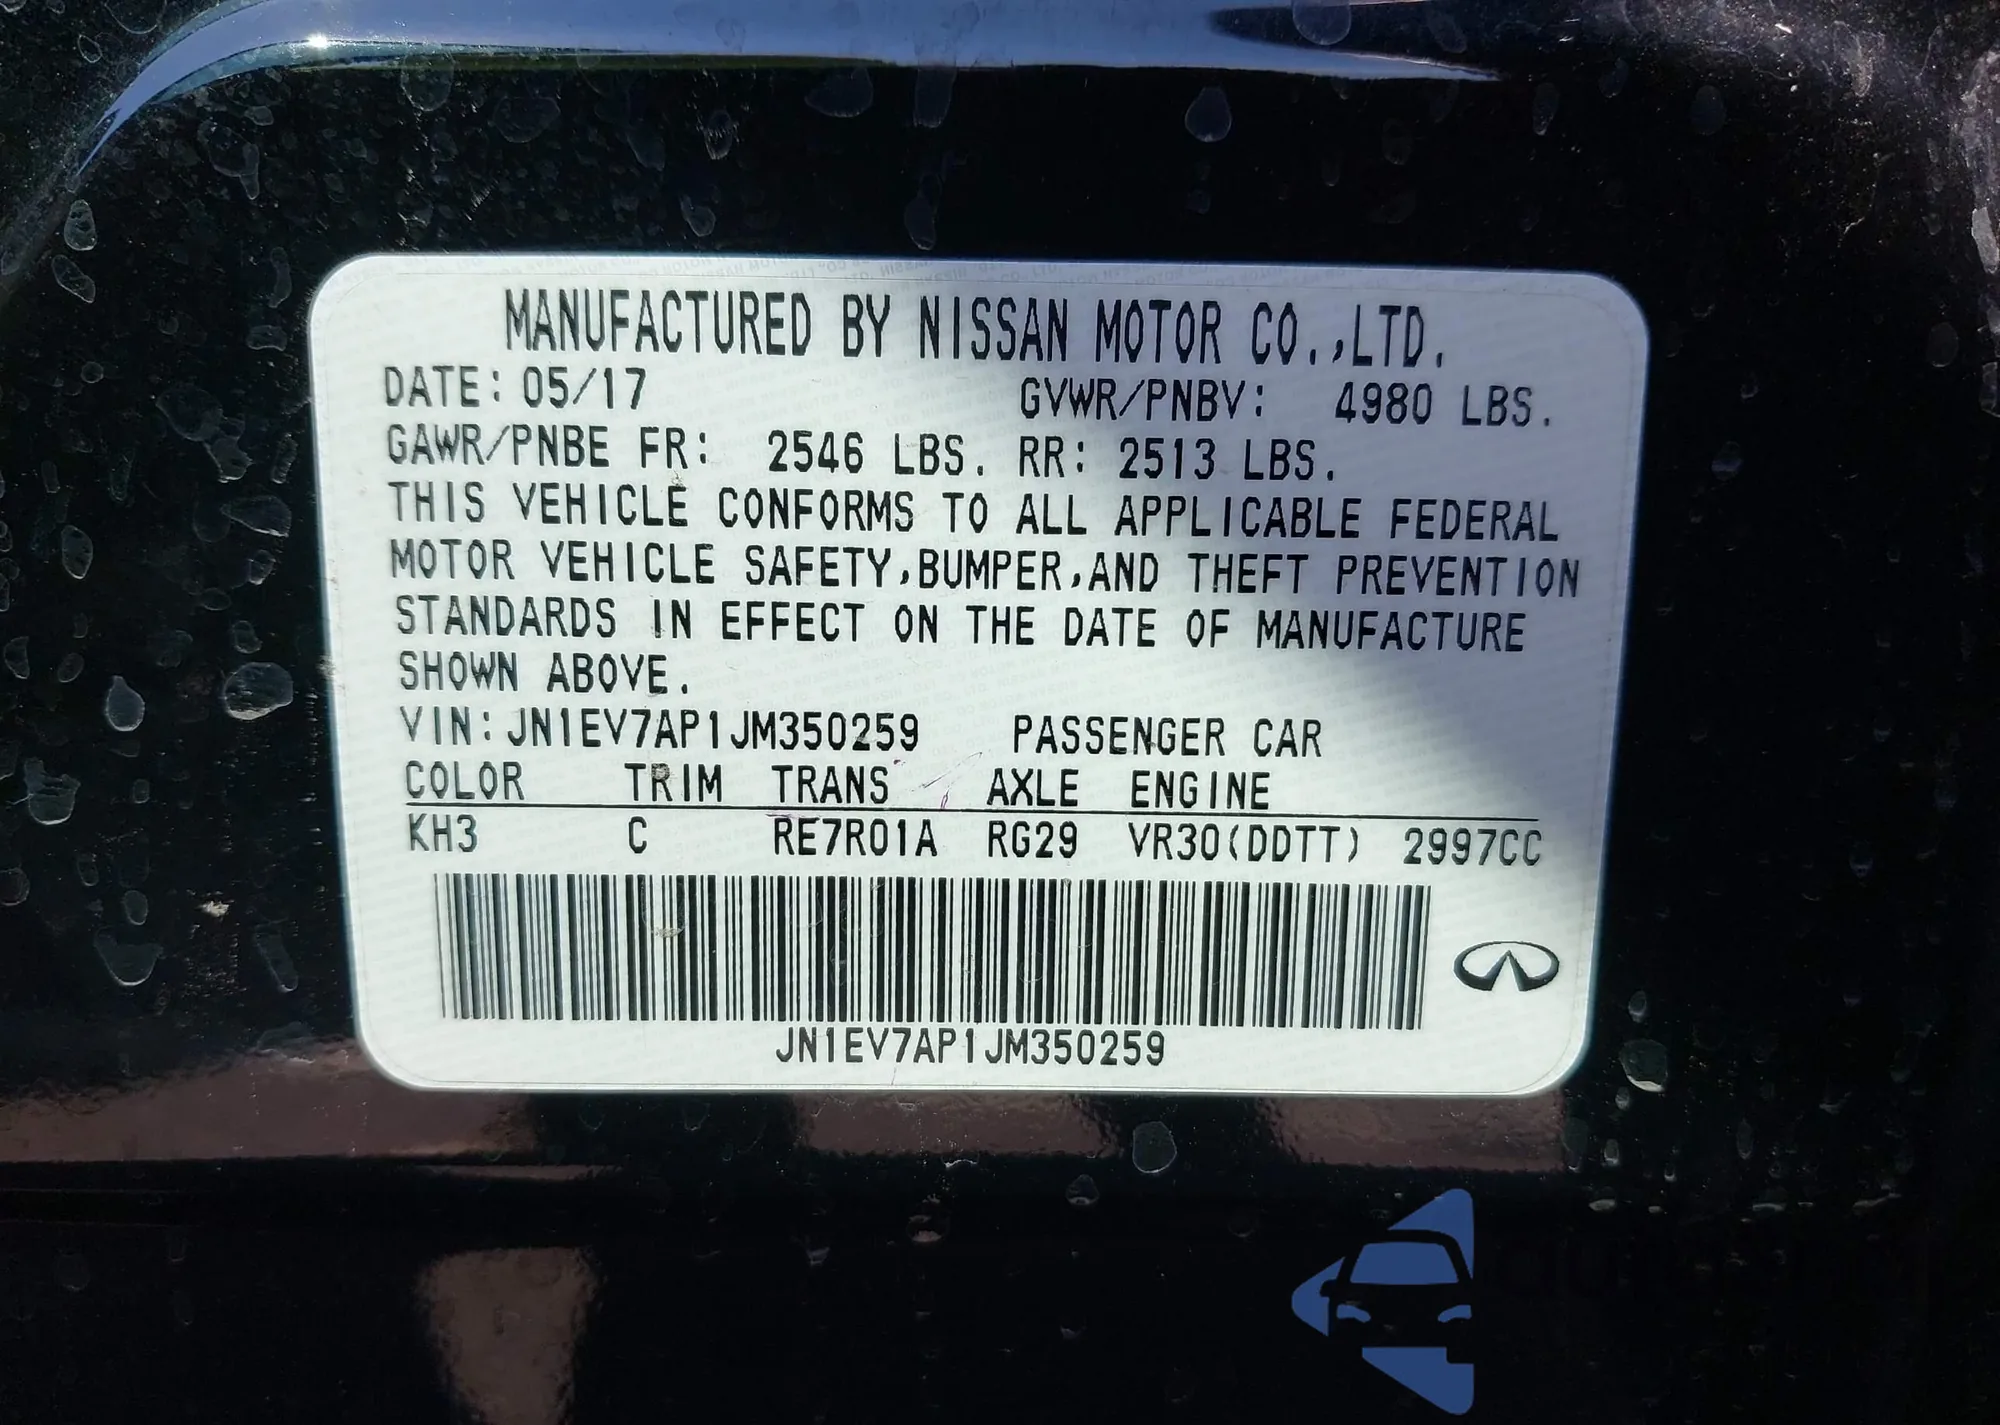 MANUFACTURED BY NISSAN MOTOR CO.,LTD.
DATE: 05/17 GVWR/PNBV: 4980 LBS.
GAWR/PNBE FR: 2546 LBS. RR: 2513 LBS.
THIS VEHICLE CONFORMS TO ALL APPLICABLE FEDERAL
MOTOR VEHICLE SAFETY,BUMPER,AND THEFT PREVENTION
STANDARDS IN EFFECT ON THE DATE OF MANUFACTURE
SHOWN ABOVE.
VIN:JN1EV7AP1JM350259 PASSENGER CAR
COLOR TRIM TRANS AXLE ENGINE
KH3 C RE7R01A RG29 VR30(DDTT) 2997CC
JN1EV7AP1JM350259